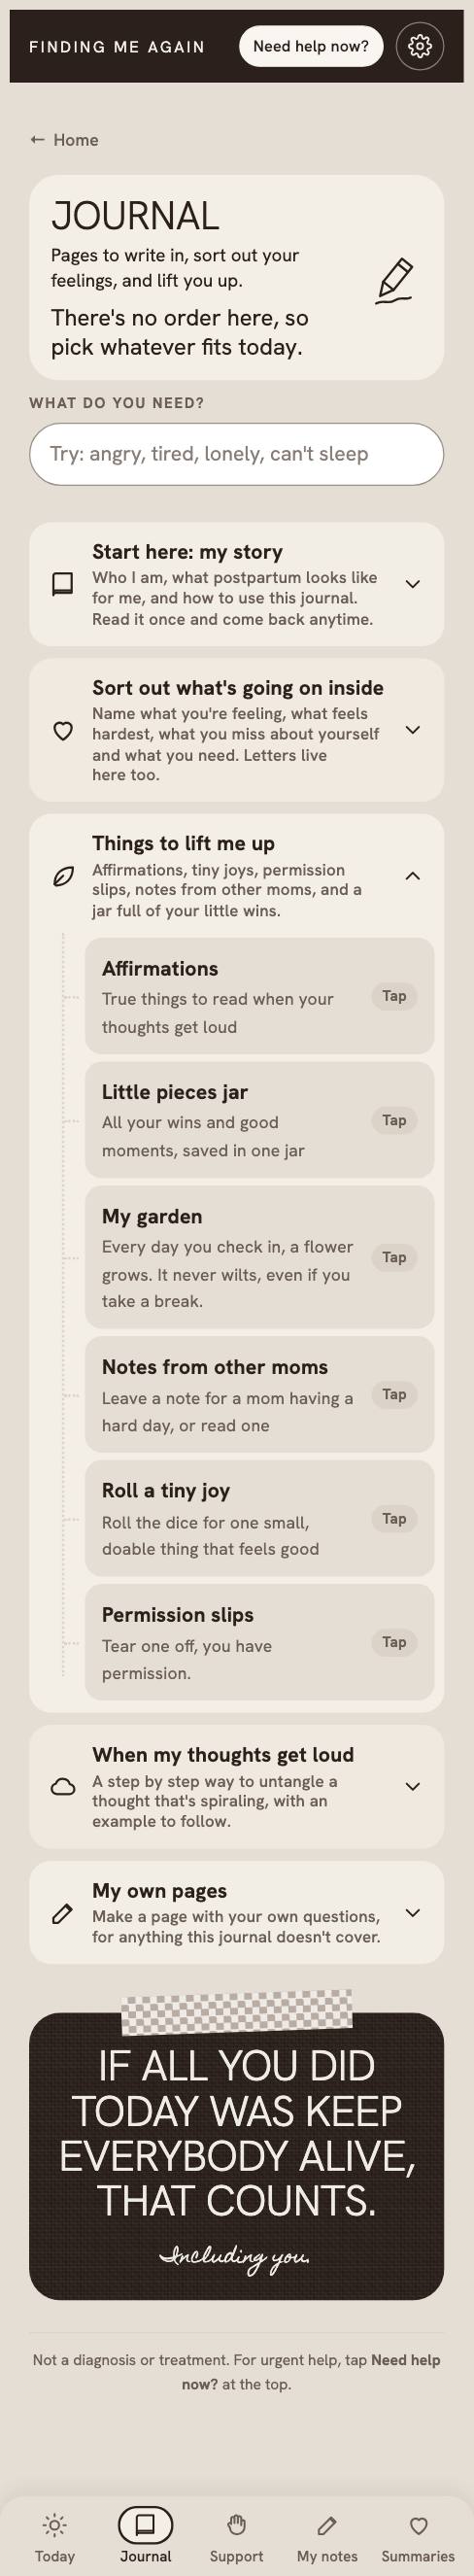 FINDING ME AGAIN
Need help now?
← Home
JOURNAL
Pages to write in, sort out your
feelings, and lift you up.
There's no order here, so
pick whatever fits today.
WHAT DO YOU NEED?
Try: angry, tired, lonely, can't sleep
Start here: my story
Who I am, what postpartum looks like
for me, and how to use this journal.
Read it once and come back anytime.
Sort out what's going on inside
Name what you're feeling, what feels
hardest, what you miss about yourself
and what you need. Letters live
here too.
Things to lift me up
Affirmations, tiny joys, permission
slips, notes from other moms, and a
jar full of your little wins.
Affirmations
True things to read when your
thoughts get loud
Tap
Little pieces jar
All your wins and good
moments, saved in one jar
Tap
My garden
Every day you check in, a flower
grows. It never wilts, even if you
take a break.
Tap
Notes from other moms
Leave a note for a mom having a
hard day, or read one
Tap
Roll a tiny joy
Roll the dice for one small,
doable thing that feels good
Tap
Permission slips
Tear one off, you have
permission.
Tap
When my thoughts get loud
A step by step way to untangle a
thought that's spiraling, with an
example to follow.
My own pages
Make a page with your own questions,
for anything this journal doesn't cover.
IF ALL YOU DID
TODAY WAS KEEP
EVERYBODY ALIVE,
THAT COUNTS.
Including you.
Not a diagnosis or treatment. For urgent help, tap Need help
now? at the top.
Today
Journal
Support
My notes
Summaries